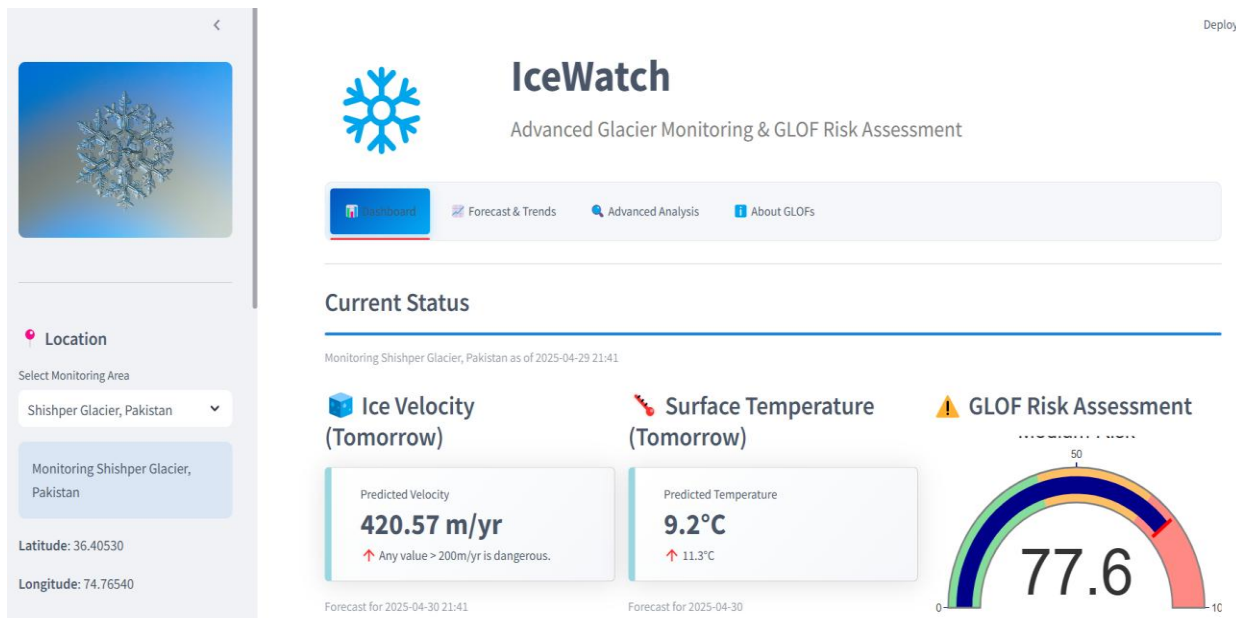 Deploy
IceWatch
Advanced Glacier Monitoring & GLOF Risk Assessment
Dashboard
Forecast & Trends
Advanced Analysis
About GLOFs
Location
Select Monitoring Area
Shishper Glacier, Pakistan
Monitoring Shishper Glacier,
Pakistan
Latitude: 36.40530
Longitude: 74.76540
Current Status
Monitoring Shishper Glacier, Pakistan as of 2025-04-29 21:41
Ice Velocity
(Tomorrow)
Predicted Velocity
420.57 m/yr
↑ Any value > 200m/yr is dangerous.
Forecast for 2025-04-30 21:41
Surface Temperature
(Tomorrow)
Predicted Temperature
9.2°C
↑ 11.3°C
Forecast for 2025-04-30
GLOF Risk Assessment
50
77.6
0
10